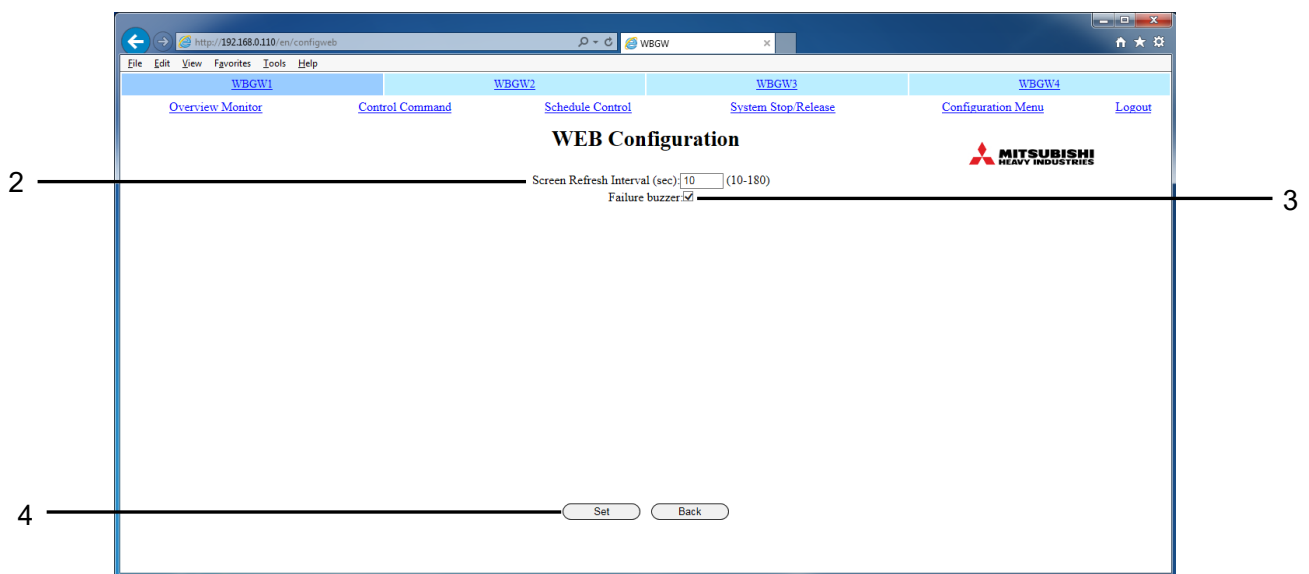 http://192.168.0.110/en/configweb WBGW
File Edit View Favorites Tools Help
WBGW1 WBGW2 WBGW3 WBGW4
Overview Monitor Control Command Schedule Control System Stop/Release Configuration Menu Logout
WEB Configuration
MITSUBISHI
HEAVY INDUSTRIES
2 Screen Refresh Interval (sec): 10 (10-180)
Failure buzzer: 3
4 Set Back